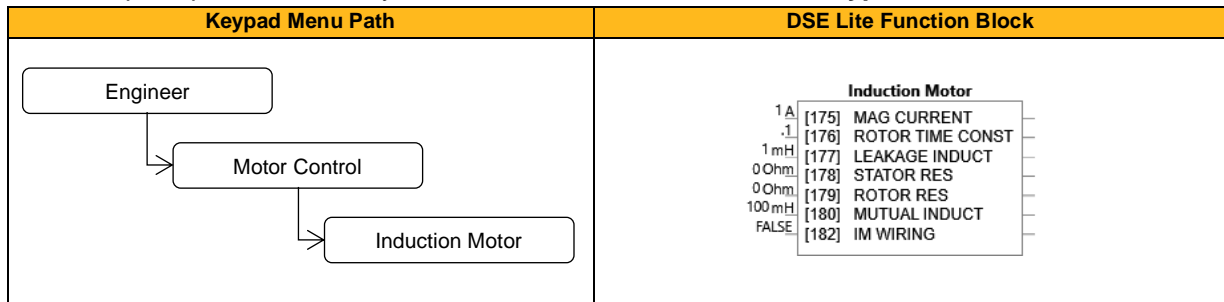 Keypad Menu Path
DSE Lite Function Block
Engineer
Motor Control
Induction Motor
Induction Motor
1 A [175] MAG CURRENT
.1 [176] ROTOR TIME CONST
1 mH [177] LEAKAGE INDUCT
0 Ohm [178] STATOR RES
0 Ohm [179] ROTOR RES
100 mH [180] MUTUAL INDUCT
FALSE [182] IM WIRING